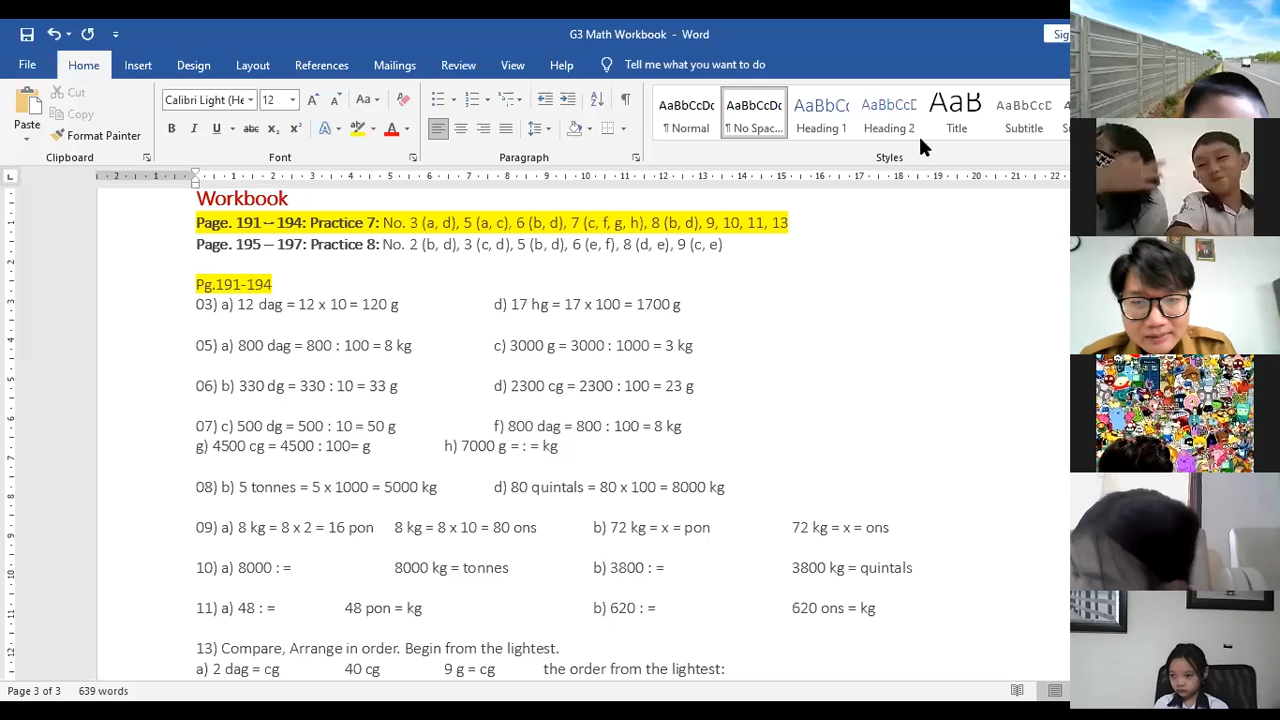 G3 Math Workbook - Word
File Home Insert Design Layout References Mailings Review View Help Tell me what you want to do
Cut
Copy
Format Painter
Paste
Calibri Light (He 12
AaBbCcDc AaBbCcDc AaBbCc AaBbCcD AaB AaBbCcD
¶ Normal ¶ No Spac... Heading 1 Heading 2 Title Subtitle
Clipboard Font Paragraph Styles
Workbook
Page. 191 – 194: Practice 7: No. 3 (a, d), 5 (a, c), 6 (b, d), 7 (c, f, g, h), 8 (b, d), 9, 10, 11, 13
Page. 195 – 197: Practice 8: No. 2 (b, d), 3 (c, d), 5 (b, d), 6 (e, f), 8 (d, e), 9 (c, e)
Pg.191-194
03) a) 12 dag = 12 x 10 = 120 g d) 17 hg = 17 x 100 = 1700 g
05) a) 800 dag = 800 : 100 = 8 kg c) 3000 g = 3000 : 1000 = 3 kg
06) b) 330 dg = 330 : 10 = 33 g d) 2300 cg = 2300 : 100 = 23 g
07) c) 500 dg = 500 : 10 = 50 g f) 800 dag = 800 : 100 = 8 kg
g) 4500 cg = 4500 : 100= g h) 7000 g = : = kg
08) b) 5 tonnes = 5 x 1000 = 5000 kg d) 80 quintals = 80 x 100 = 8000 kg
09) a) 8 kg = 8 x 2 = 16 pon 8 kg = 8 x 10 = 80 ons b) 72 kg = x = pon 72 kg = x = ons
10) a) 8000 : = 8000 kg = tonnes b) 3800 : = 3800 kg = quintals
11) a) 48 : = 48 pon = kg b) 620 : = 620 ons = kg
13) Compare, Arrange in order. Begin from the lightest.
a) 2 dag = cg 40 cg 9 g = cg the order from the lightest:
Page 3 of 3 639 words